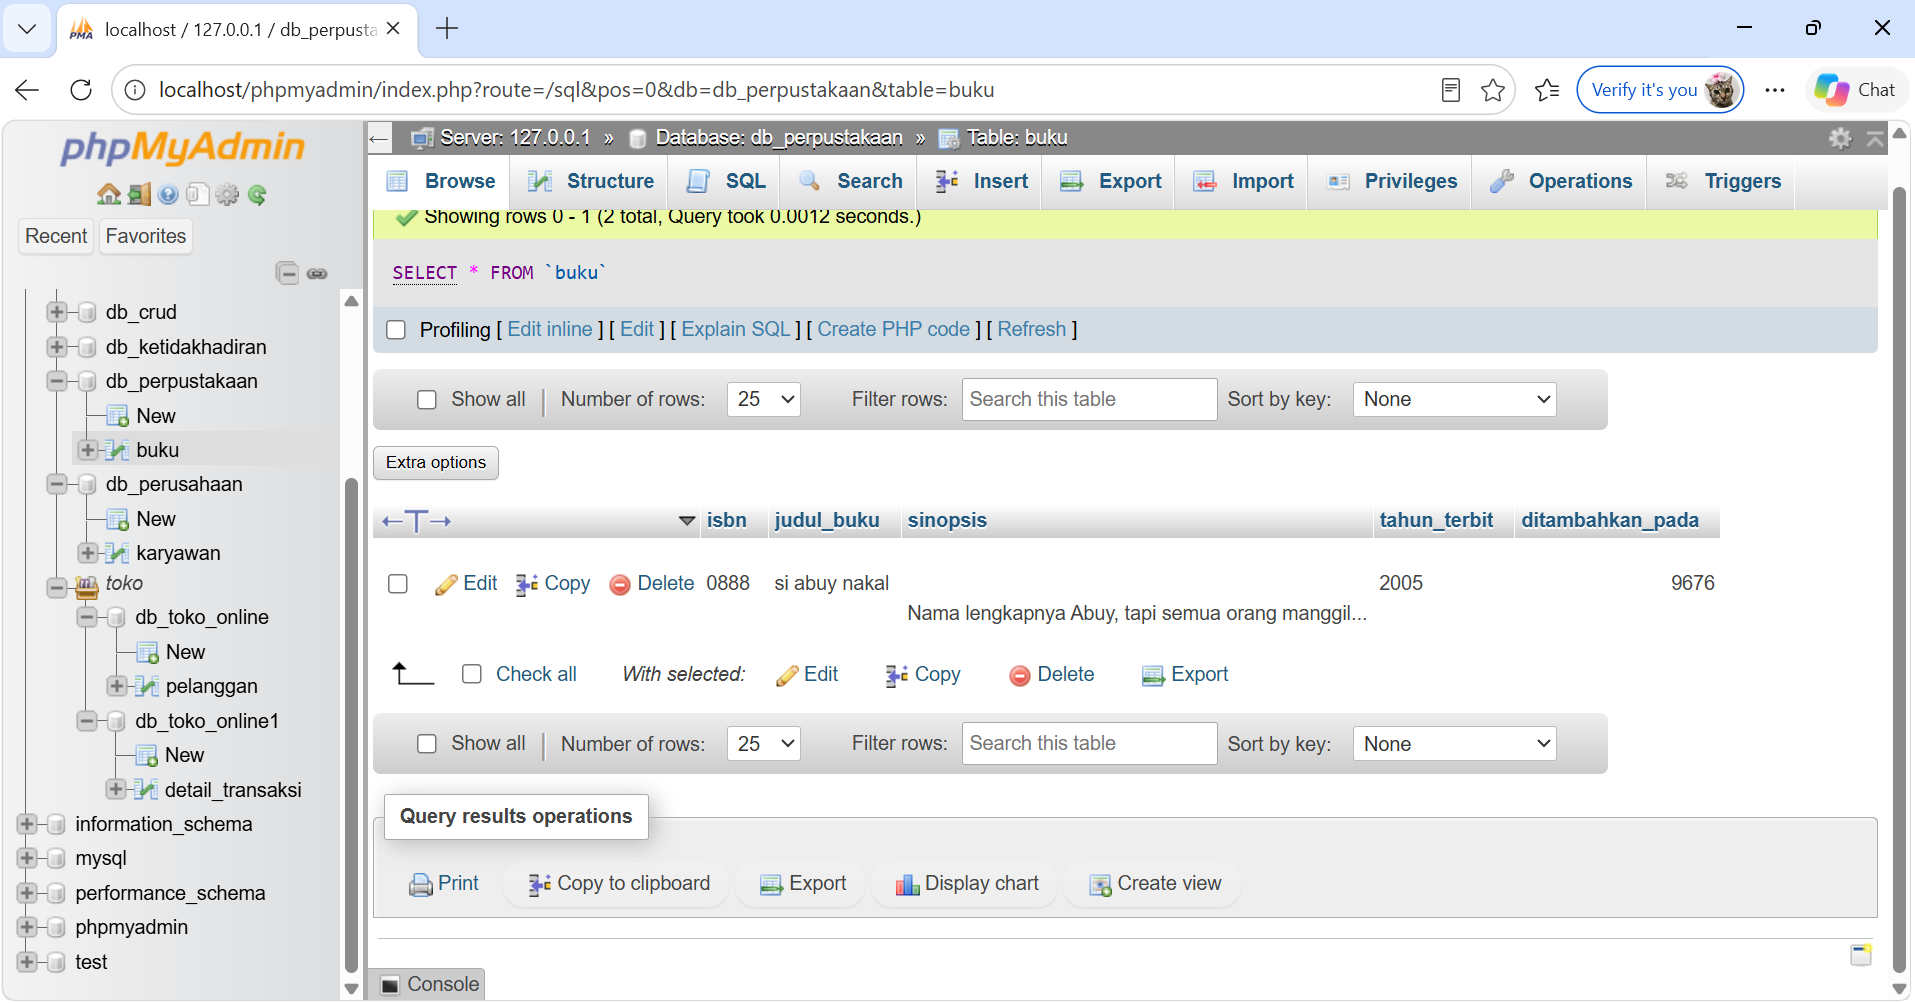 localhost / 127.0.0.1 / db_perpusta
localhost/phpmyadmin/index.php?route=/sql&pos=0&db=db_perpustakaan&table=buku
Verify it's you
Chat
phpMyAdmin
Recent
Favorites
db_crud
db_ketidakhadiran
db_perpustakaan
New
buku
db_perusahaan
New
karyawan
toko
db_toko_online
New
pelanggan
db_toko_online1
New
detail_transaksi
information_schema
mysql
performance_schema
phpmyadmin
test
Server: 127.0.0.1 » Database: db_perpustakaan » Table: buku
Browse Structure SQL Search Insert Export Import Privileges Operations Triggers
Showing rows 0 - 1 (2 total, Query took 0.0012 seconds.)
SELECT * FROM `buku`
Profiling [ Edit inline ] [ Edit ] [ Explain SQL ] [ Create PHP code ] [ Refresh ]
Show all | Number of rows: 25 Filter rows: Search this table Sort by key: None
Extra options
isbn judul_buku sinopsis tahun_terbit ditambahkan_pada
Edit Copy Delete 0888 si abuy nakal 2005 9676
Nama lengkapnya Abuy, tapi semua orang manggil...
Check all With selected: Edit Copy Delete Export
Show all | Number of rows: 25 Filter rows: Search this table Sort by key: None
Query results operations
Print Copy to clipboard Export Display chart Create view
Console